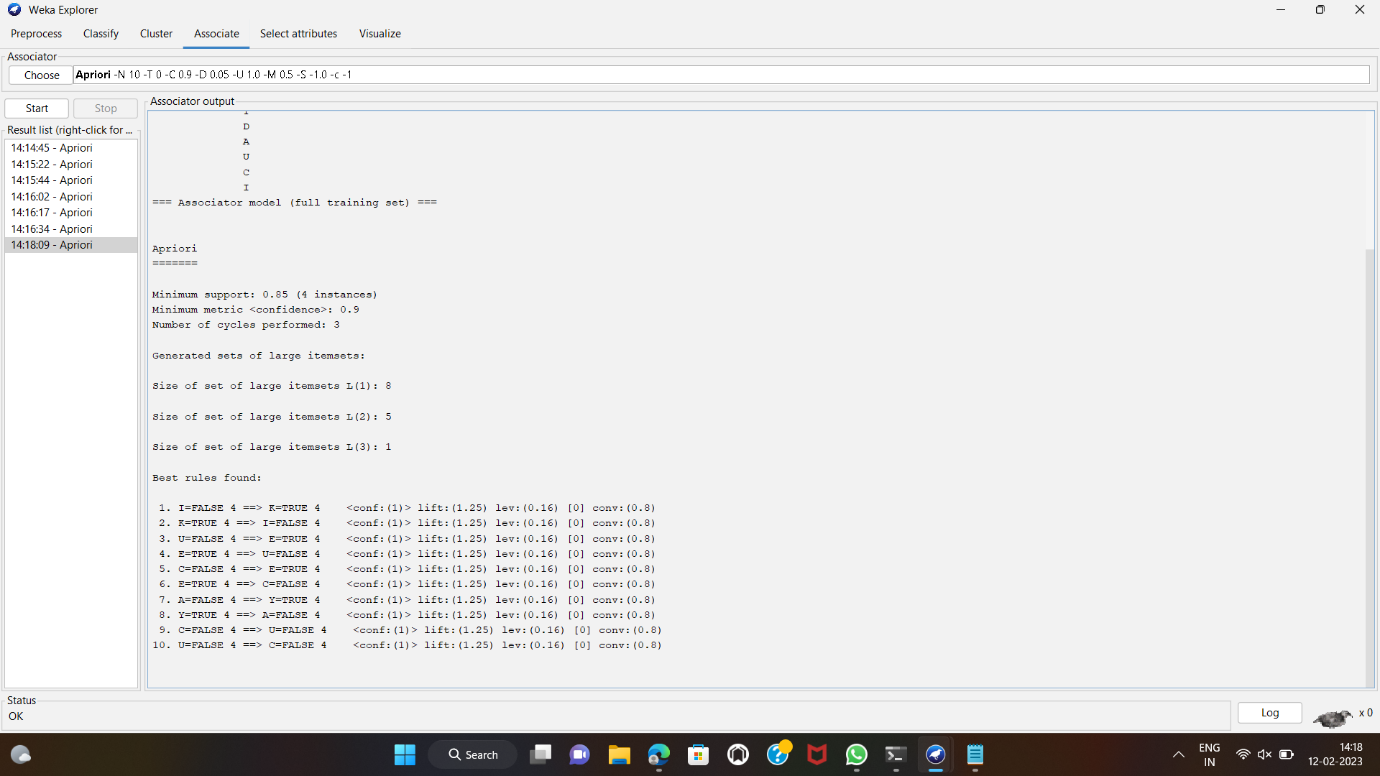 Weka Explorer
Preprocess Classify Cluster Associate Select attributes Visualize
Associator
Choose Apriori -N 10 -T 0 -C 0.9 -D 0.05 -U 1.0 -M 0.5 -S -1.0 -c -1
Start Stop
Associator output
Result list (right-click for ...
14:14:45 - Apriori
14:15:22 - Apriori
14:15:44 - Apriori
14:16:02 - Apriori
14:16:17 - Apriori
14:16:34 - Apriori
14:18:09 - Apriori
D
A
U
C
I
=== Associator model (full training set) ===
Apriori
=======
Minimum support: 0.85 (4 instances)
Minimum metric <confidence>: 0.9
Number of cycles performed: 3
Generated sets of large itemsets:
Size of set of large itemsets L(1): 8
Size of set of large itemsets L(2): 5
Size of set of large itemsets L(3): 1
Best rules found:
1. I=FALSE 4 ==> K=TRUE 4 <conf:(1)> lift:(1.25) lev:(0.16) [0] conv:(0.8)
2. K=TRUE 4 ==> I=FALSE 4 <conf:(1)> lift:(1.25) lev:(0.16) [0] conv:(0.8)
3. U=FALSE 4 ==> E=TRUE 4 <conf:(1)> lift:(1.25) lev:(0.16) [0] conv:(0.8)
4. E=TRUE 4 ==> U=FALSE 4 <conf:(1)> lift:(1.25) lev:(0.16) [0] conv:(0.8)
5. C=FALSE 4 ==> E=TRUE 4 <conf:(1)> lift:(1.25) lev:(0.16) [0] conv:(0.8)
6. E=TRUE 4 ==> C=FALSE 4 <conf:(1)> lift:(1.25) lev:(0.16) [0] conv:(0.8)
7. A=FALSE 4 ==> Y=TRUE 4 <conf:(1)> lift:(1.25) lev:(0.16) [0] conv:(0.8)
8. Y=TRUE 4 ==> A=FALSE 4 <conf:(1)> lift:(1.25) lev:(0.16) [0] conv:(0.8)
9. C=FALSE 4 ==> U=FALSE 4 <conf:(1)> lift:(1.25) lev:(0.16) [0] conv:(0.8)
10. U=FALSE 4 ==> C=FALSE 4 <conf:(1)> lift:(1.25) lev:(0.16) [0] conv:(0.8)
Status
OK
Log
x 0
Search
ENG
IN
14:18
12-02-2023